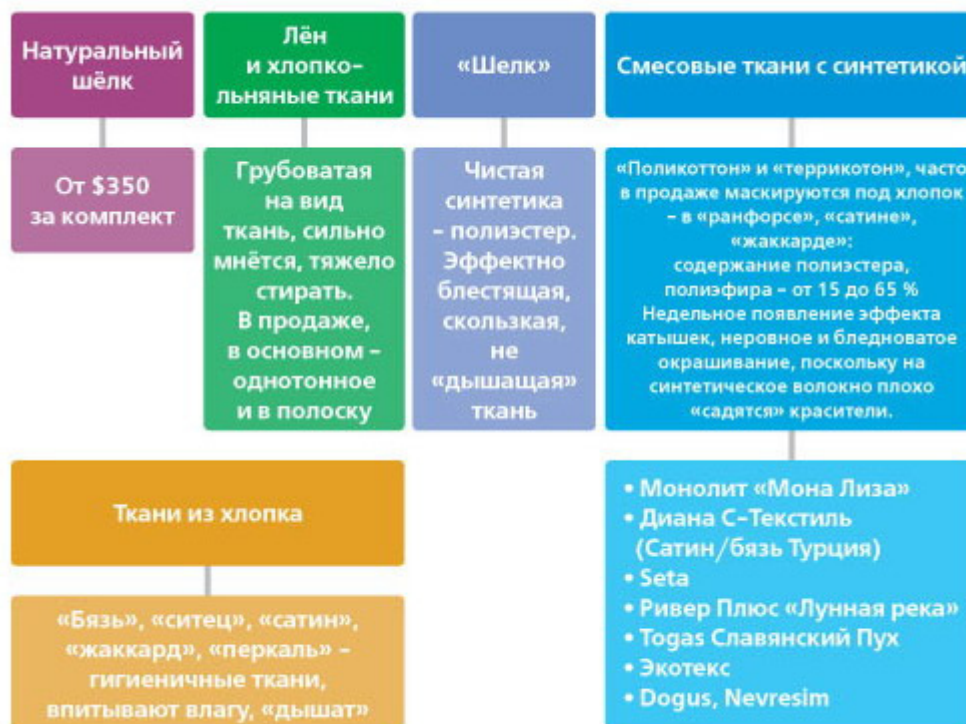 Натуральный
шёлк
От $350
за комплект
Лён
и хлопко-
льняные ткани
Грубоватая
на вид
ткань, сильно
мнётся, тяжело
стирать.
В продаже,
в основном –
однотонное
и в полоску
«Шелк»
Чистая
синтетика
– полиэстер.
Эффектно
блестящая,
скользкая,
не
«дышащая»
ткань
Смесовые ткани с синтетикой
«Поликоттон» и «террикотон», часто
в продаже маскируются под хлопок
– в «ранфорсе», «сатине»,
«жаккарде»:
содержание полиэстера,
полиэфира – от 15 до 65 %
Недельное появление эффекта
катышек, неровное и бледноватое
окрашивание, поскольку на
синтетическое волокно плохо
«садятся» красители.
• Монолит «Мона Лиза»
• Диана С-Текстиль
(Сатин/бязь Турция)
• Seta
• Ривер Плюс «Лунная река»
• Togas Славянский Пух
• Экотекс
• Dogus, Nevresim
Ткани из хлопка
«Бязь», «ситец», «сатин»,
«жаккард», «перкаль» –
гигиеничные ткани,
впитывают влагу, «дышат»